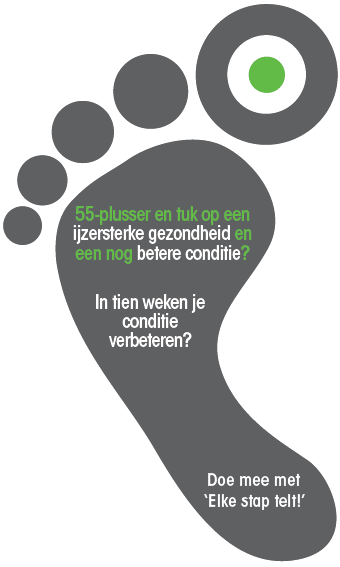 55-plusser en tuk op een
ijzersterke gezondheid en
een nog betere conditie?
In tien weken je
conditie
verbeteren?
Doe mee met
‘Elke stap telt!’